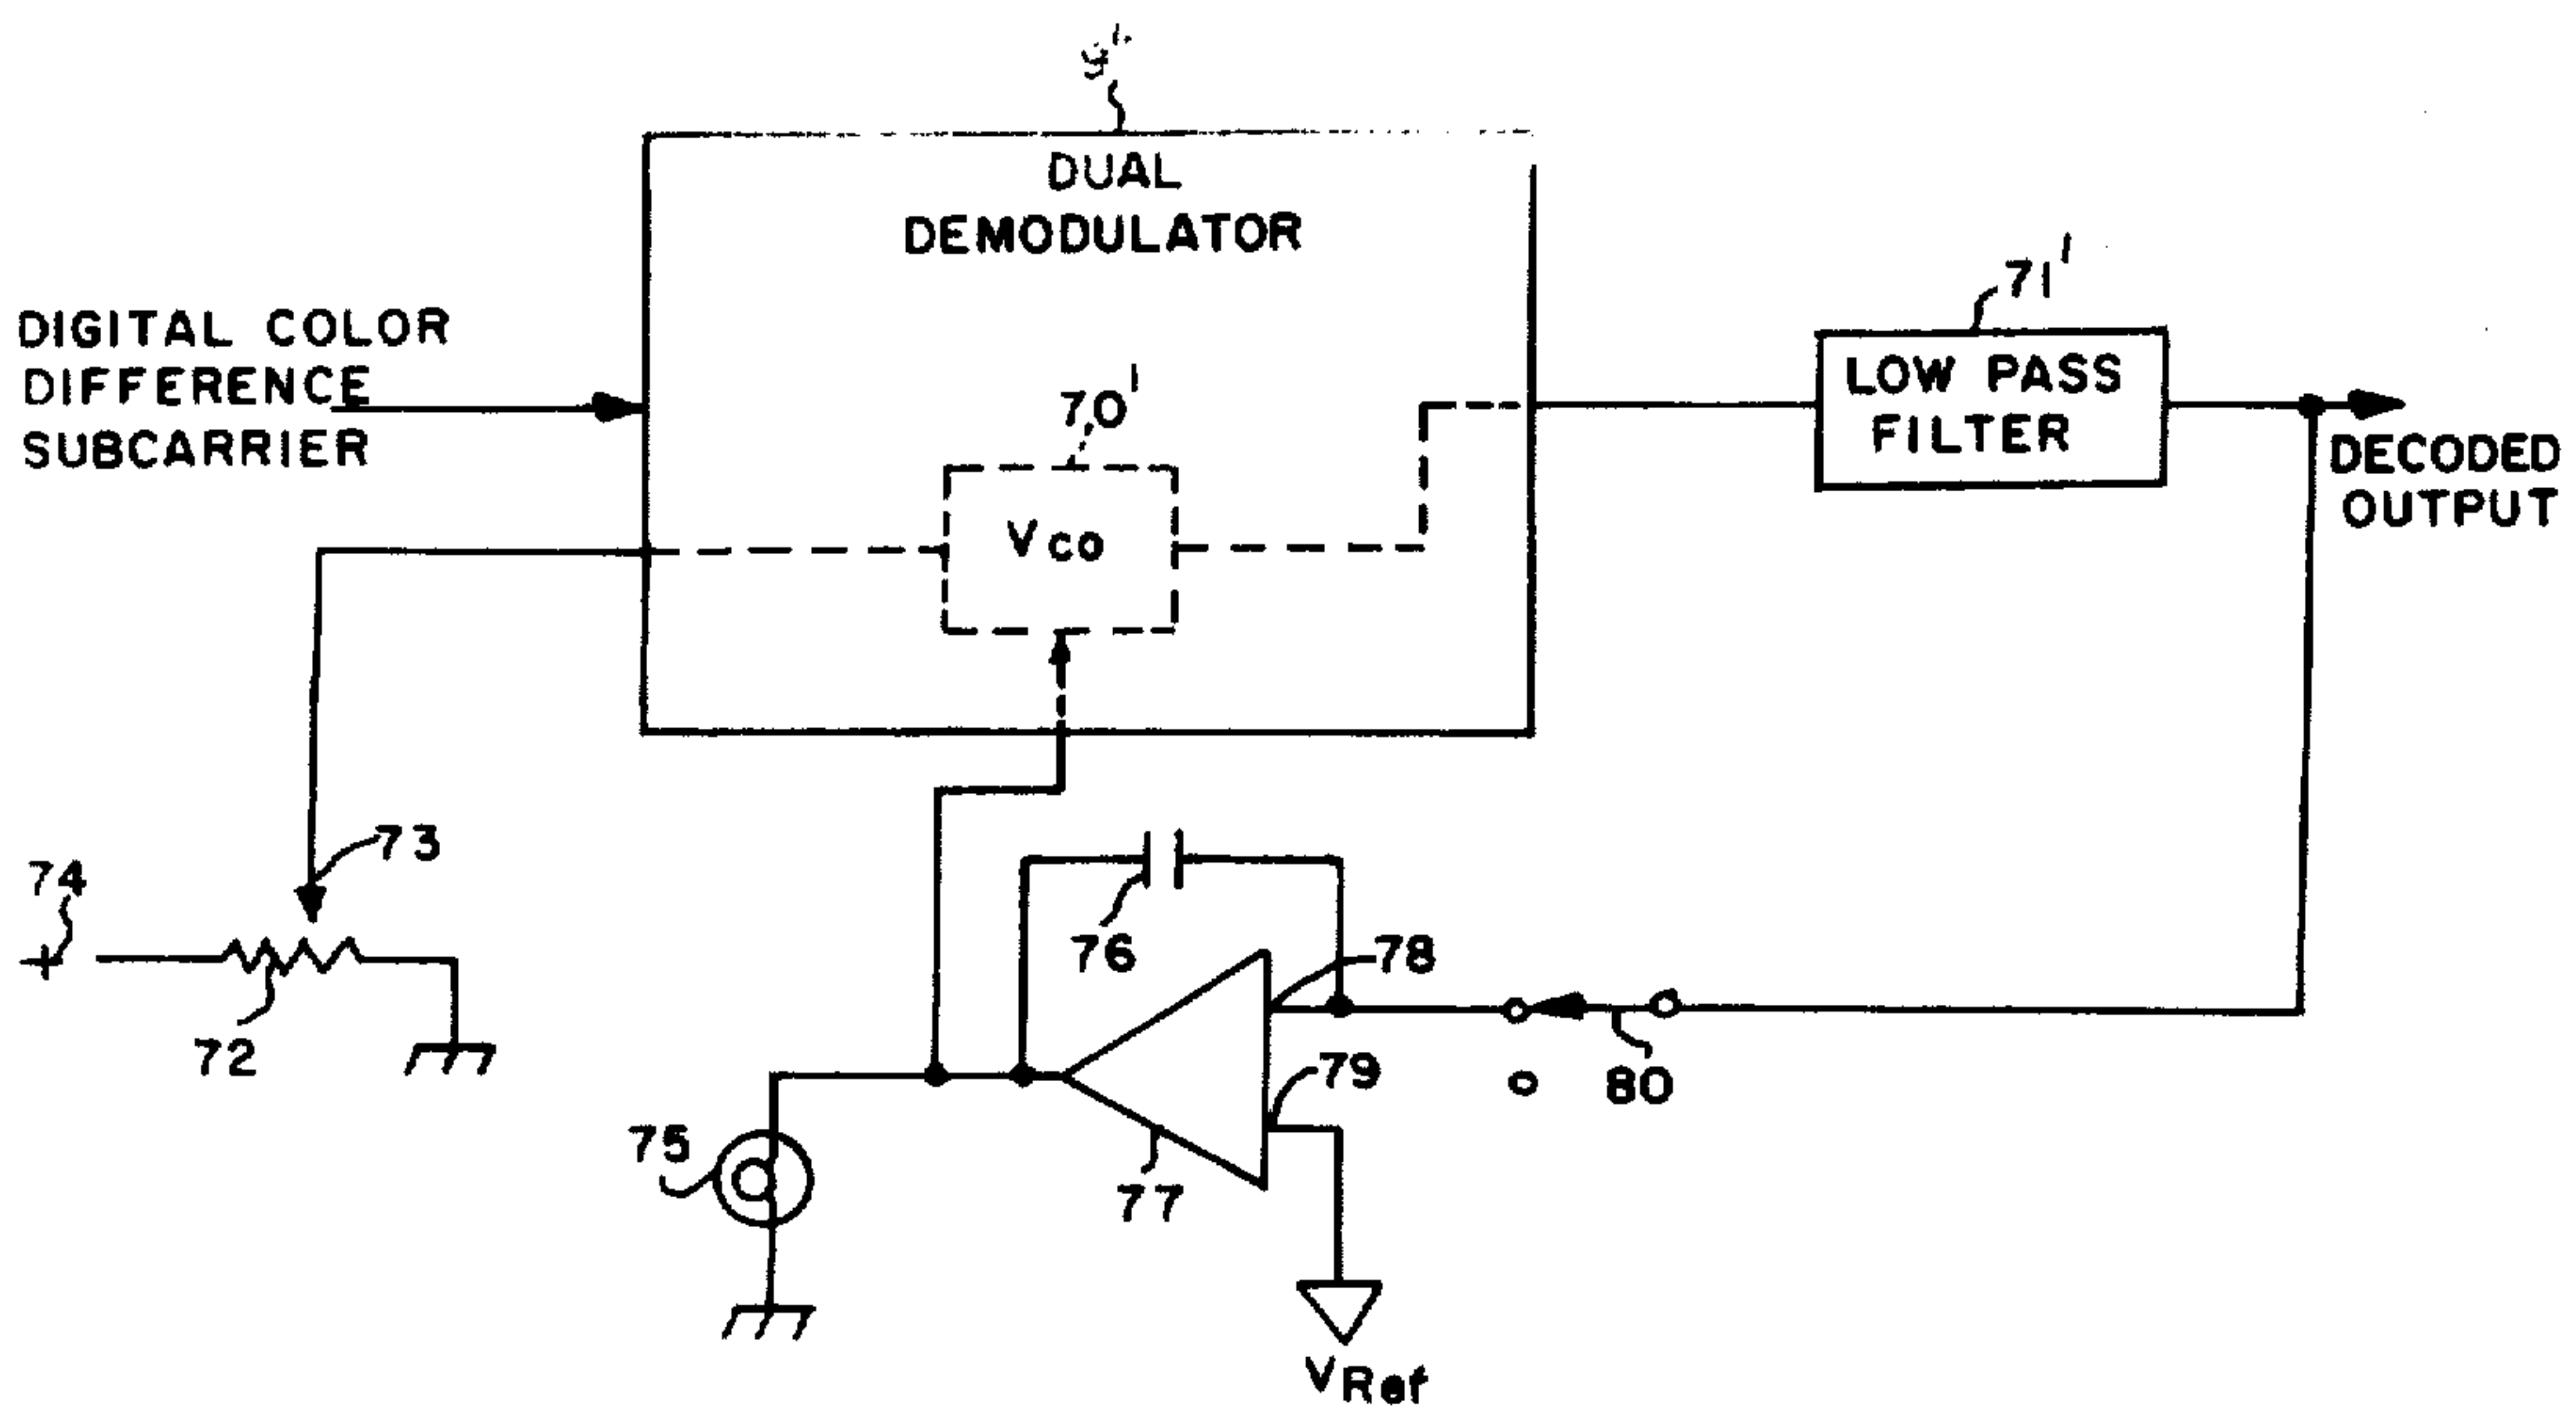 DUAL
DEMODULATOR
71'
DIGITAL COLOR
DIFFERENCE
SUBCARRIER
LOW PASS
FILTER
70'
DECODED
OUTPUT
Vco
73
74
76
78
72
79
80
75
77
VRef